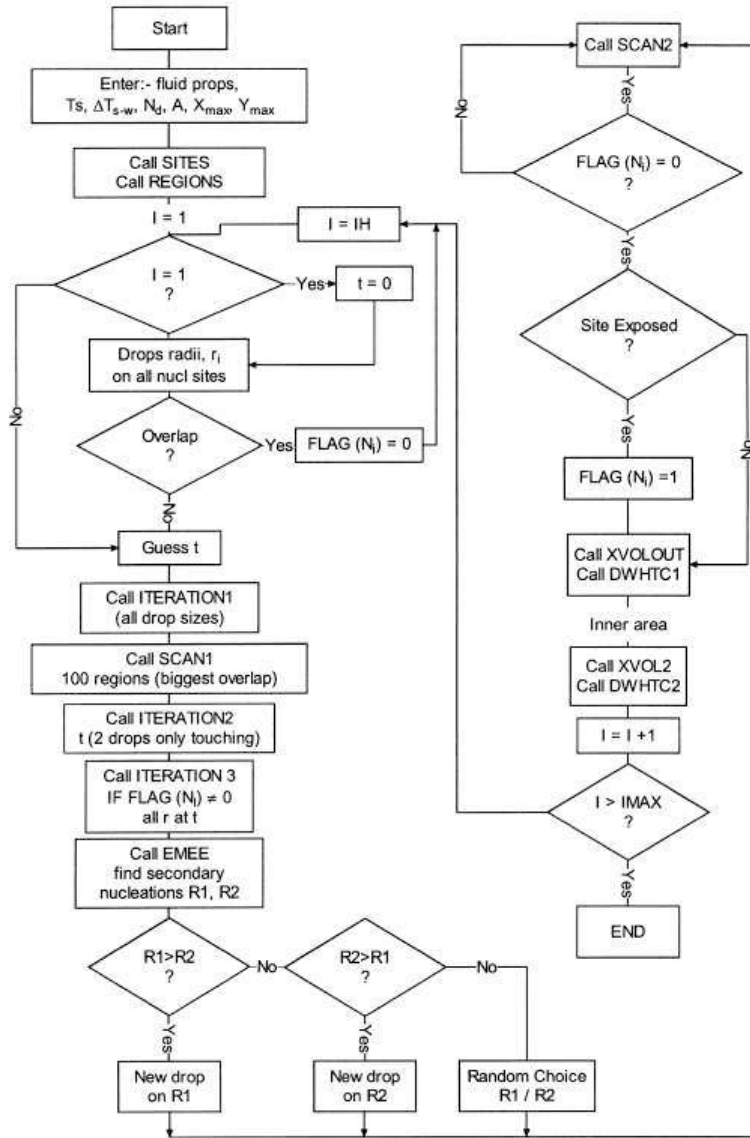 Start
Enter:- fluid props,
Ts, ΔTs-w, Nd, A, Xmax, Ymax
Call SITES
Call REGIONS
I = 1
I = IH
I = 1
?
Yes
t = 0
No
Drops radii, ri
on all nucl sites
Overlap
?
Yes
FLAG (Ni) = 0
No
Guess t
Call ITERATION1
(all drop sizes)
Call SCAN1
100 regions (biggest overlap)
Call ITERATION2
t (2 drops only touching)
Call ITERATION 3
IF FLAG (Ni) ≠ 0
all r at t
Call EMEE
find secondary
nucleations R1, R2
R1>R2
?
No
R2>R1
?
No
Yes
Yes
New drop
on R1
New drop
on R2
Random Choice
R1 / R2
Call SCAN2
Yes
No
FLAG (Ni) = 0
?
Yes
Site Exposed
?
Yes
No
FLAG (Ni) =1
Call XVOLOUT
Call DWHTC1
Inner area
Call XVOL2
Call DWHTC2
I = I +1
I > IMAX
?
Yes
END